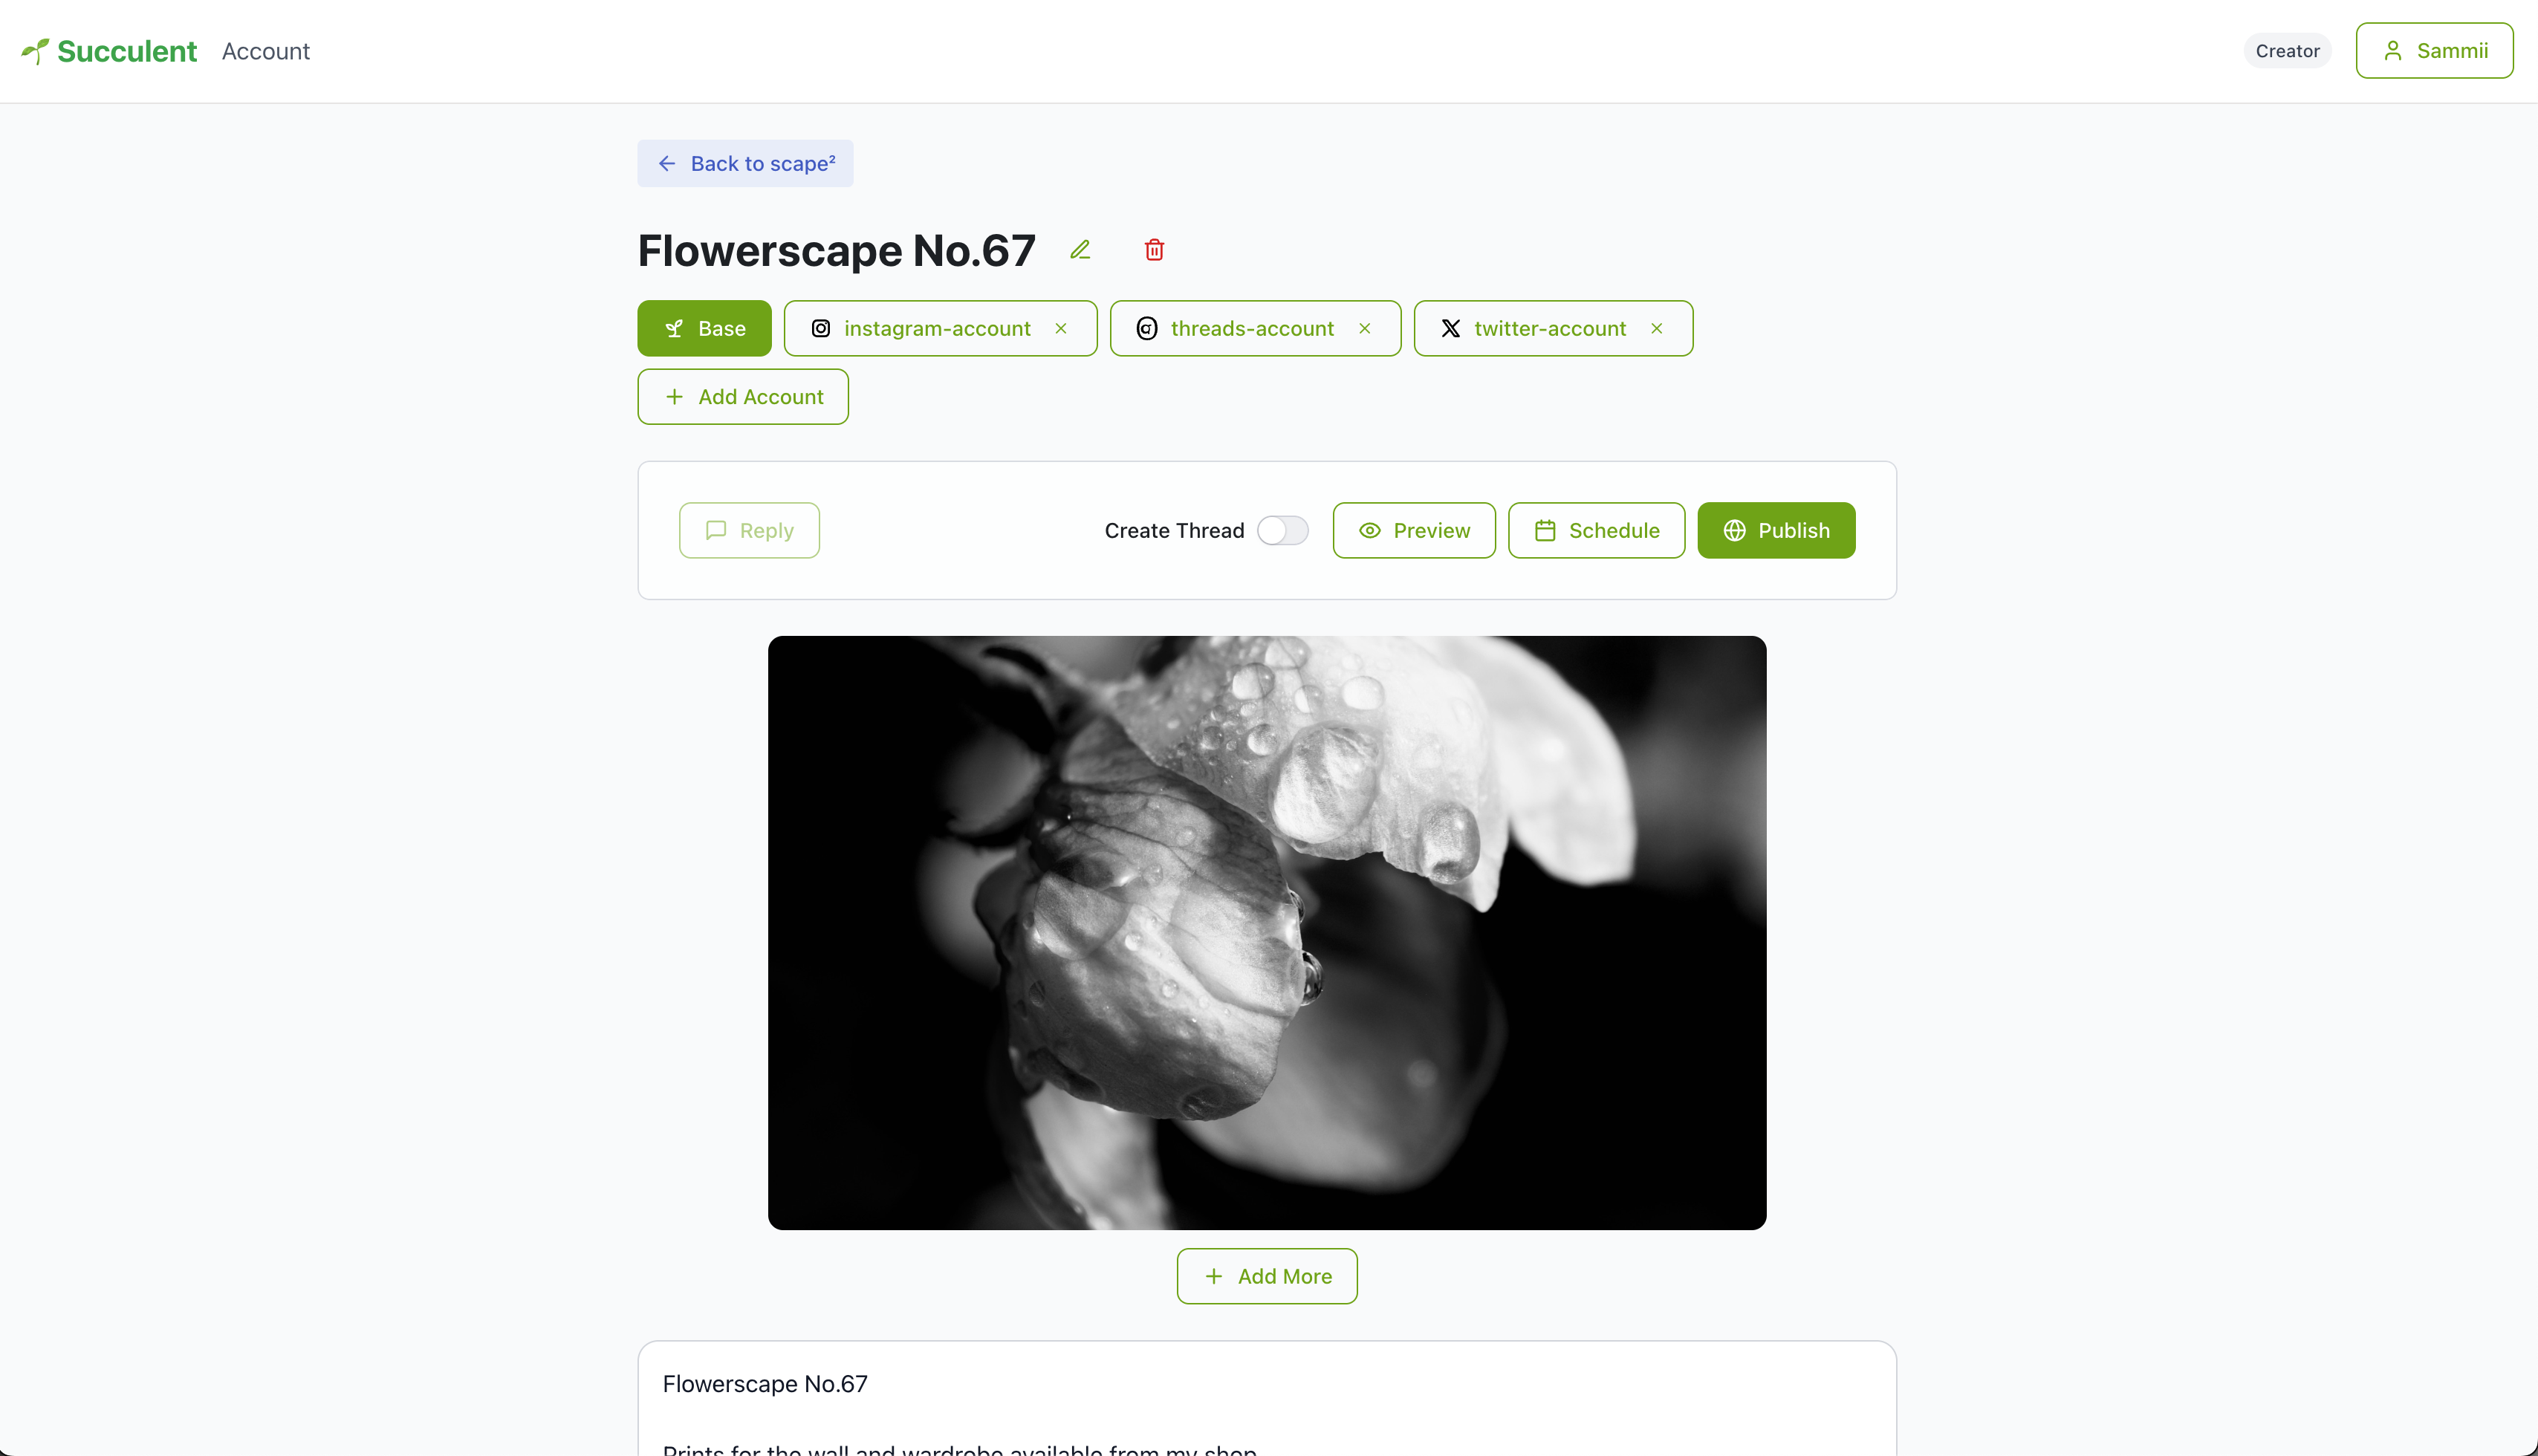 Succulent Account Creator Sammii
Back to scape²
Flowerscape No.67
Base instagram-account threads-account twitter-account
Add Account
Reply Create Thread Preview Schedule Publish
Add More
Flowerscape No.67
Prints for the wall and wardrobe available from my shop